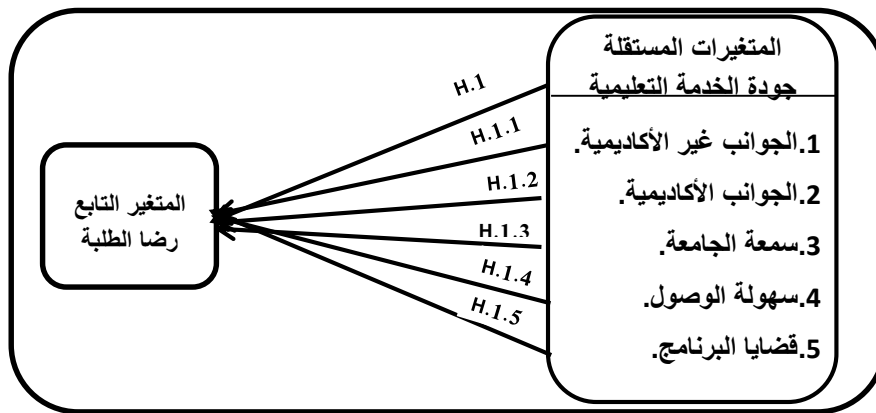 المتغيرات المستقلة
جودة الخدمة التعليمية
1.الجوانب غير الأكاديمية.
2.الجوانب الأكاديمية.
3.سمعة الجامعة.
4.سهولة الوصول.
5.قضايا البرنامج.
H.1
H.1.1
H.1.2
H.1.3
H.1.4
H.1.5
المتغير التابع
رضا الطلبة